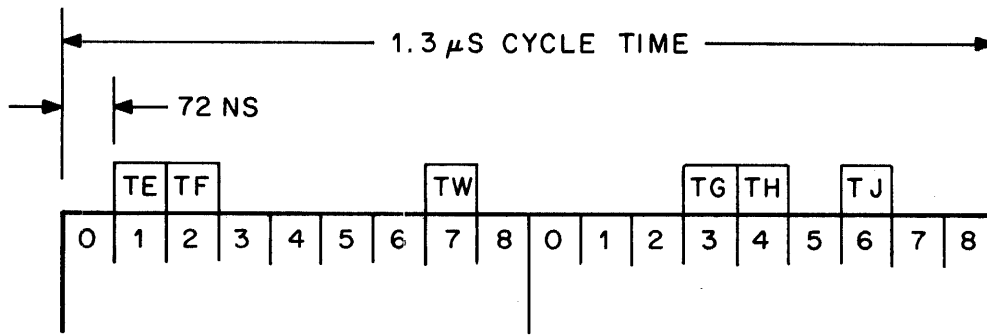 1.3 μS CYCLE TIME
72 NS
TE TF TW TG TH TJ
0 1 2 3 4 5 6 7 8 0 1 2 3 4 5 6 7 8